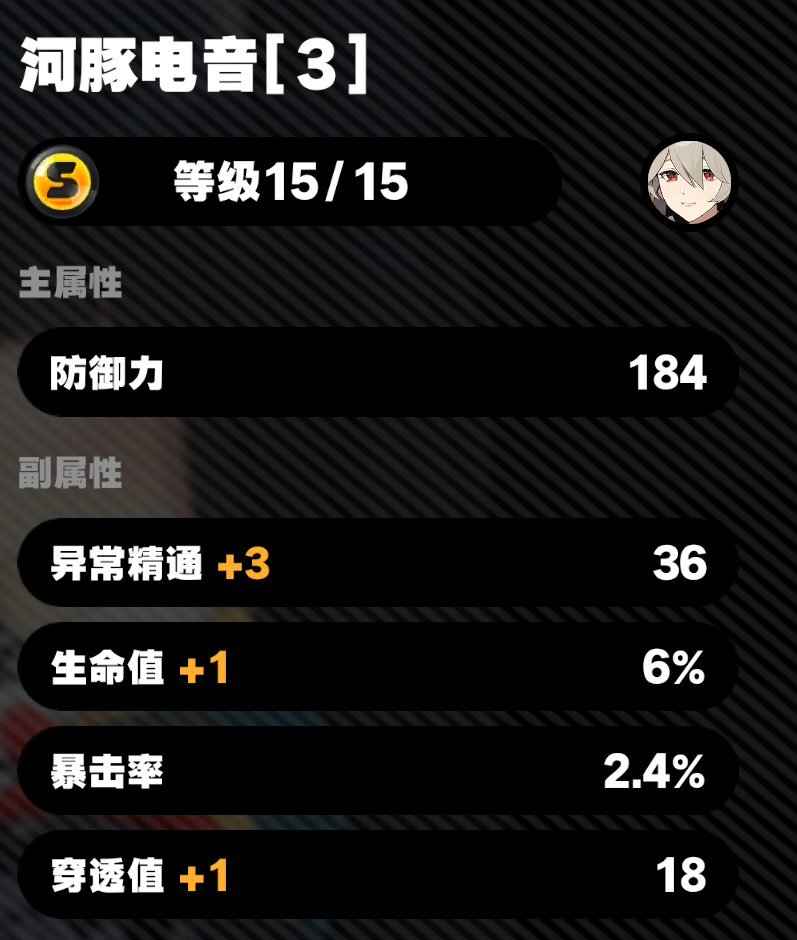 河豚电音[3]
S 等级15/15
主属性
防御力 184
副属性
异常精通 +3 36
生命值 +1 6%
暴击率 2.4%
穿透值 +1 18